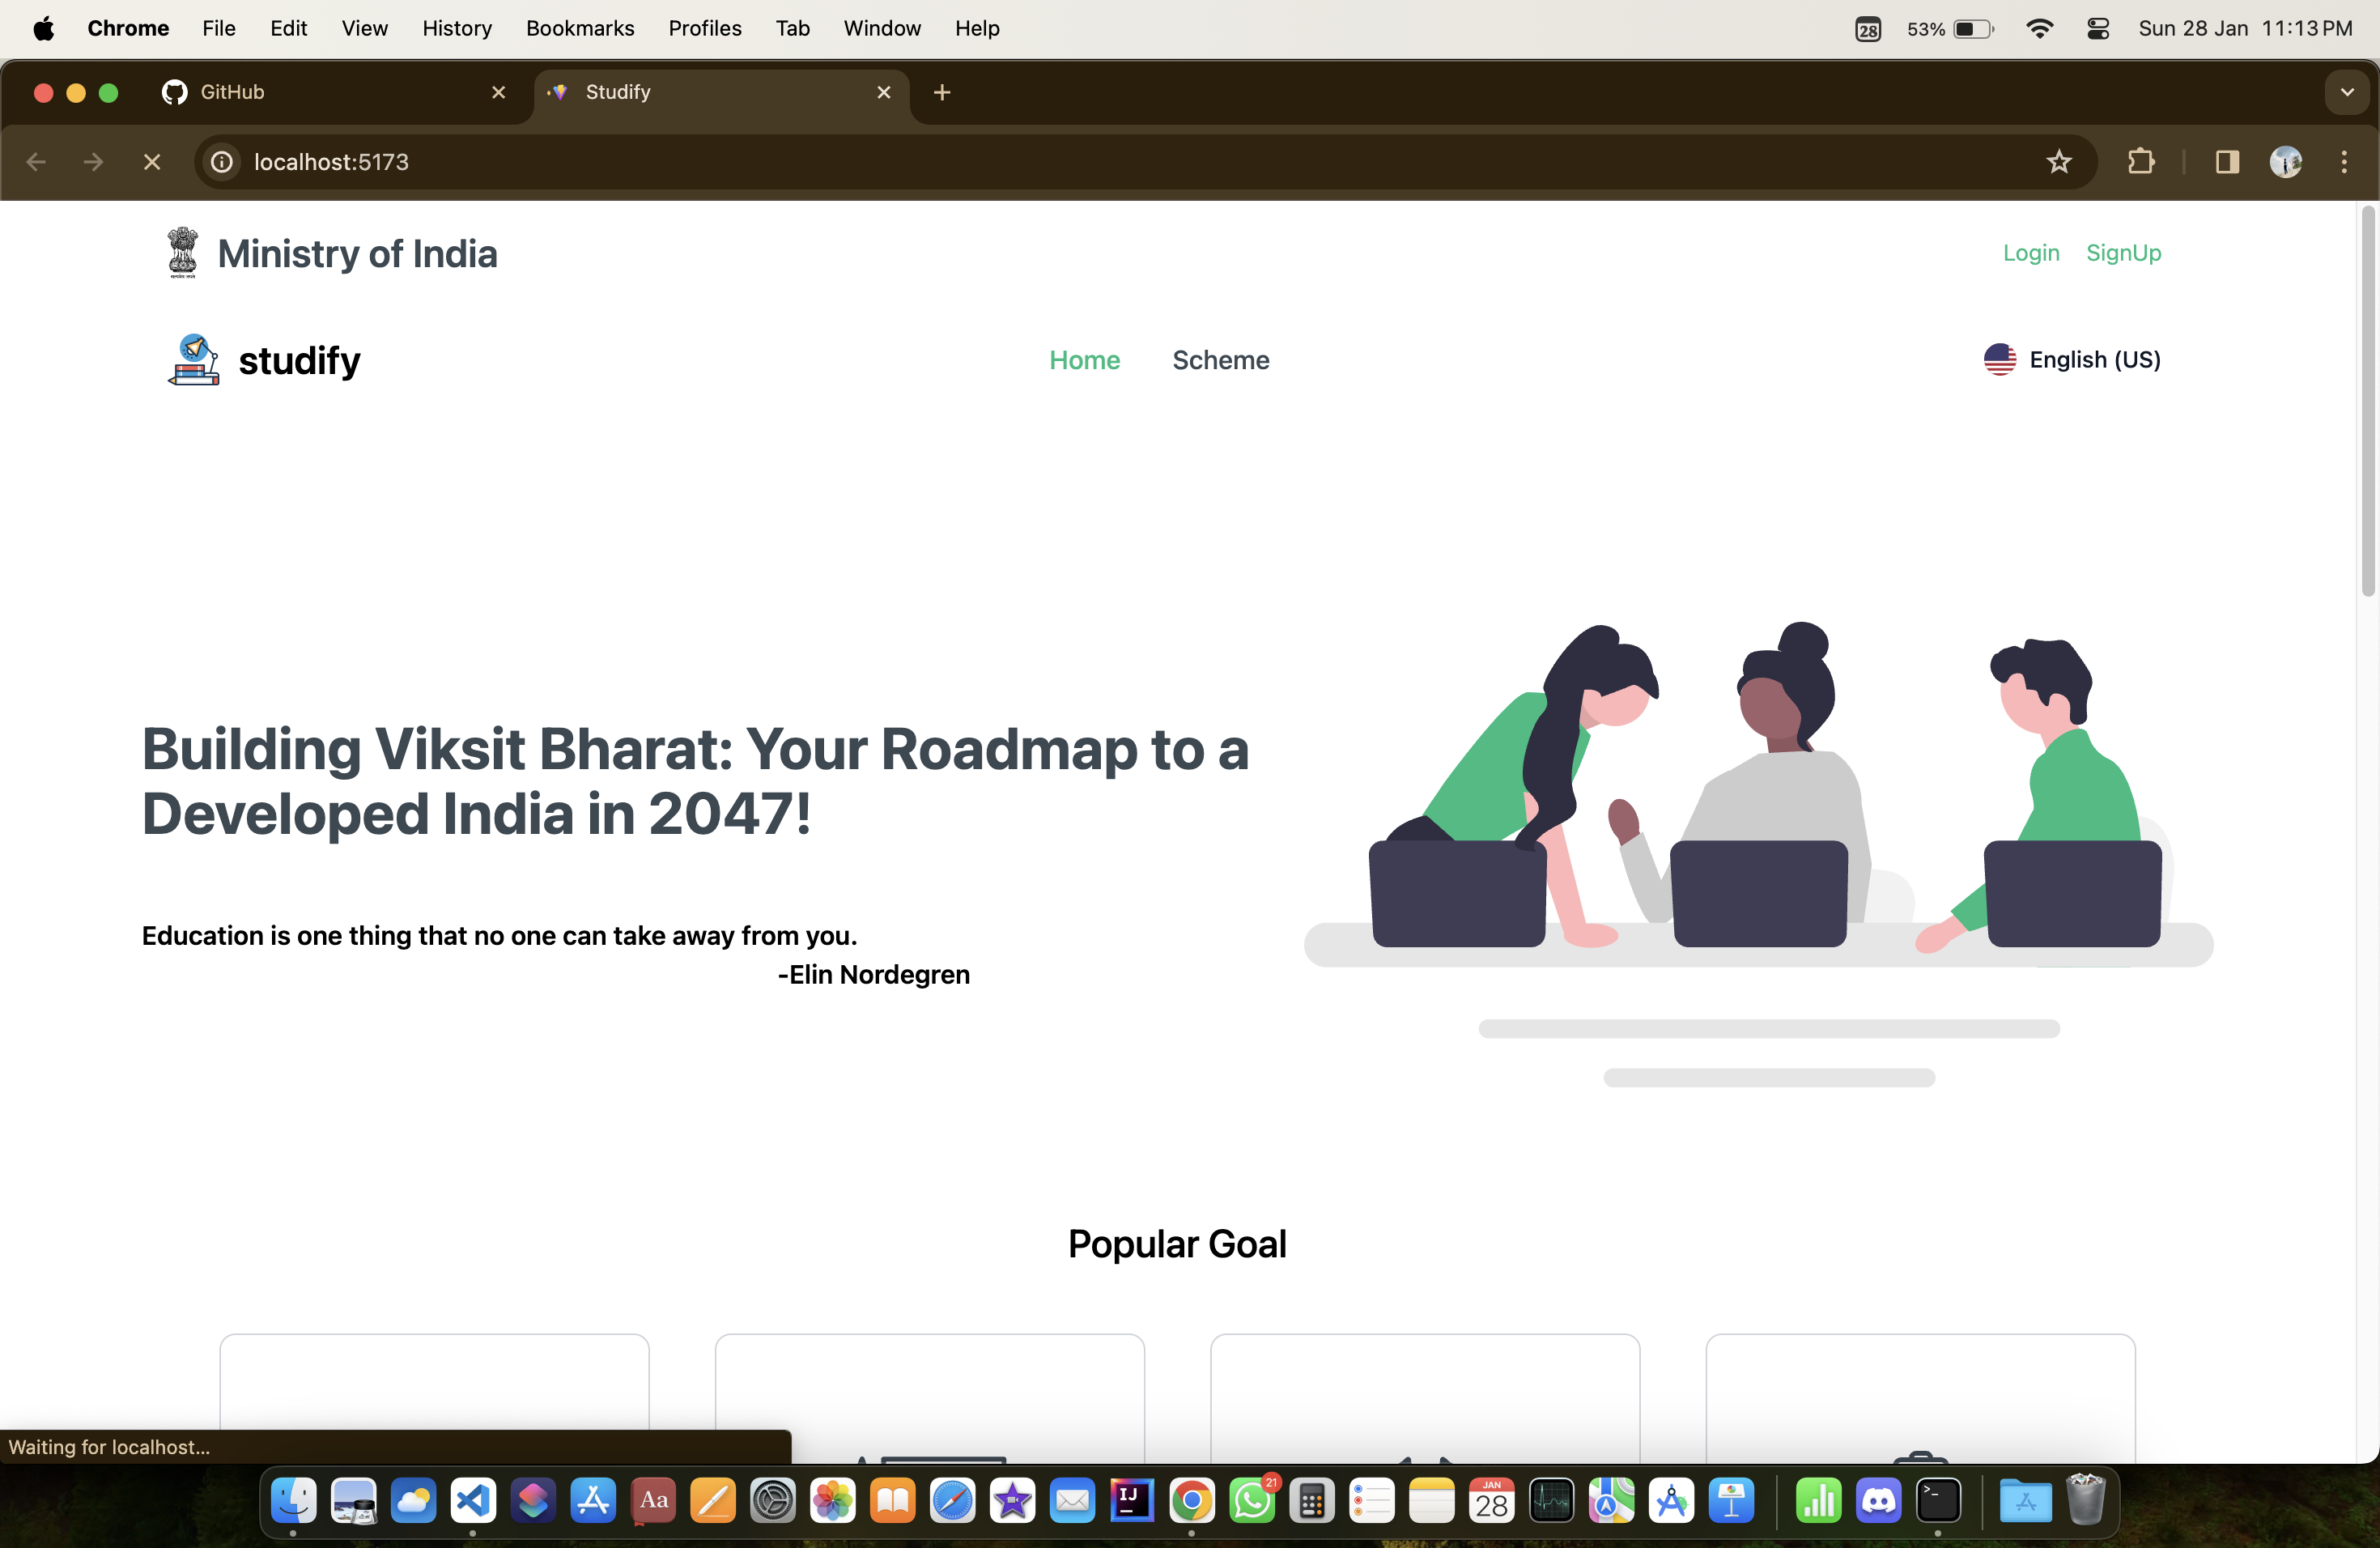 Chrome File Edit View History Bookmarks Profiles Tab Window Help 28 53% Sun 28 Jan 11:13 PM
GitHub Studify
localhost:5173
Ministry of India Login SignUp
studify Home Scheme English (US)
Building Viksit Bharat: Your Roadmap to a
Developed India in 2047!
Education is one thing that no one can take away from you.
-Elin Nordegren
Popular Goal
Waiting for localhost...
Aa IJ 21 JAN
28 >_